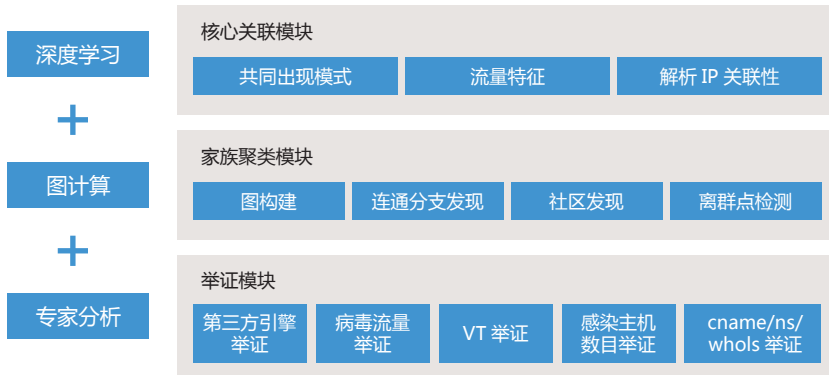 深度学习
+
图计算
+
专家分析
核心关联模块
共同出现模式
流量特征
解析 IP 关联性
家族聚类模块
图构建
连通分支发现
社区发现
离群点检测
举证模块
第三方引擎
举证
病毒流量
举证
VT 举证
感染主机
数目举证
cname/ns/
whols 举证